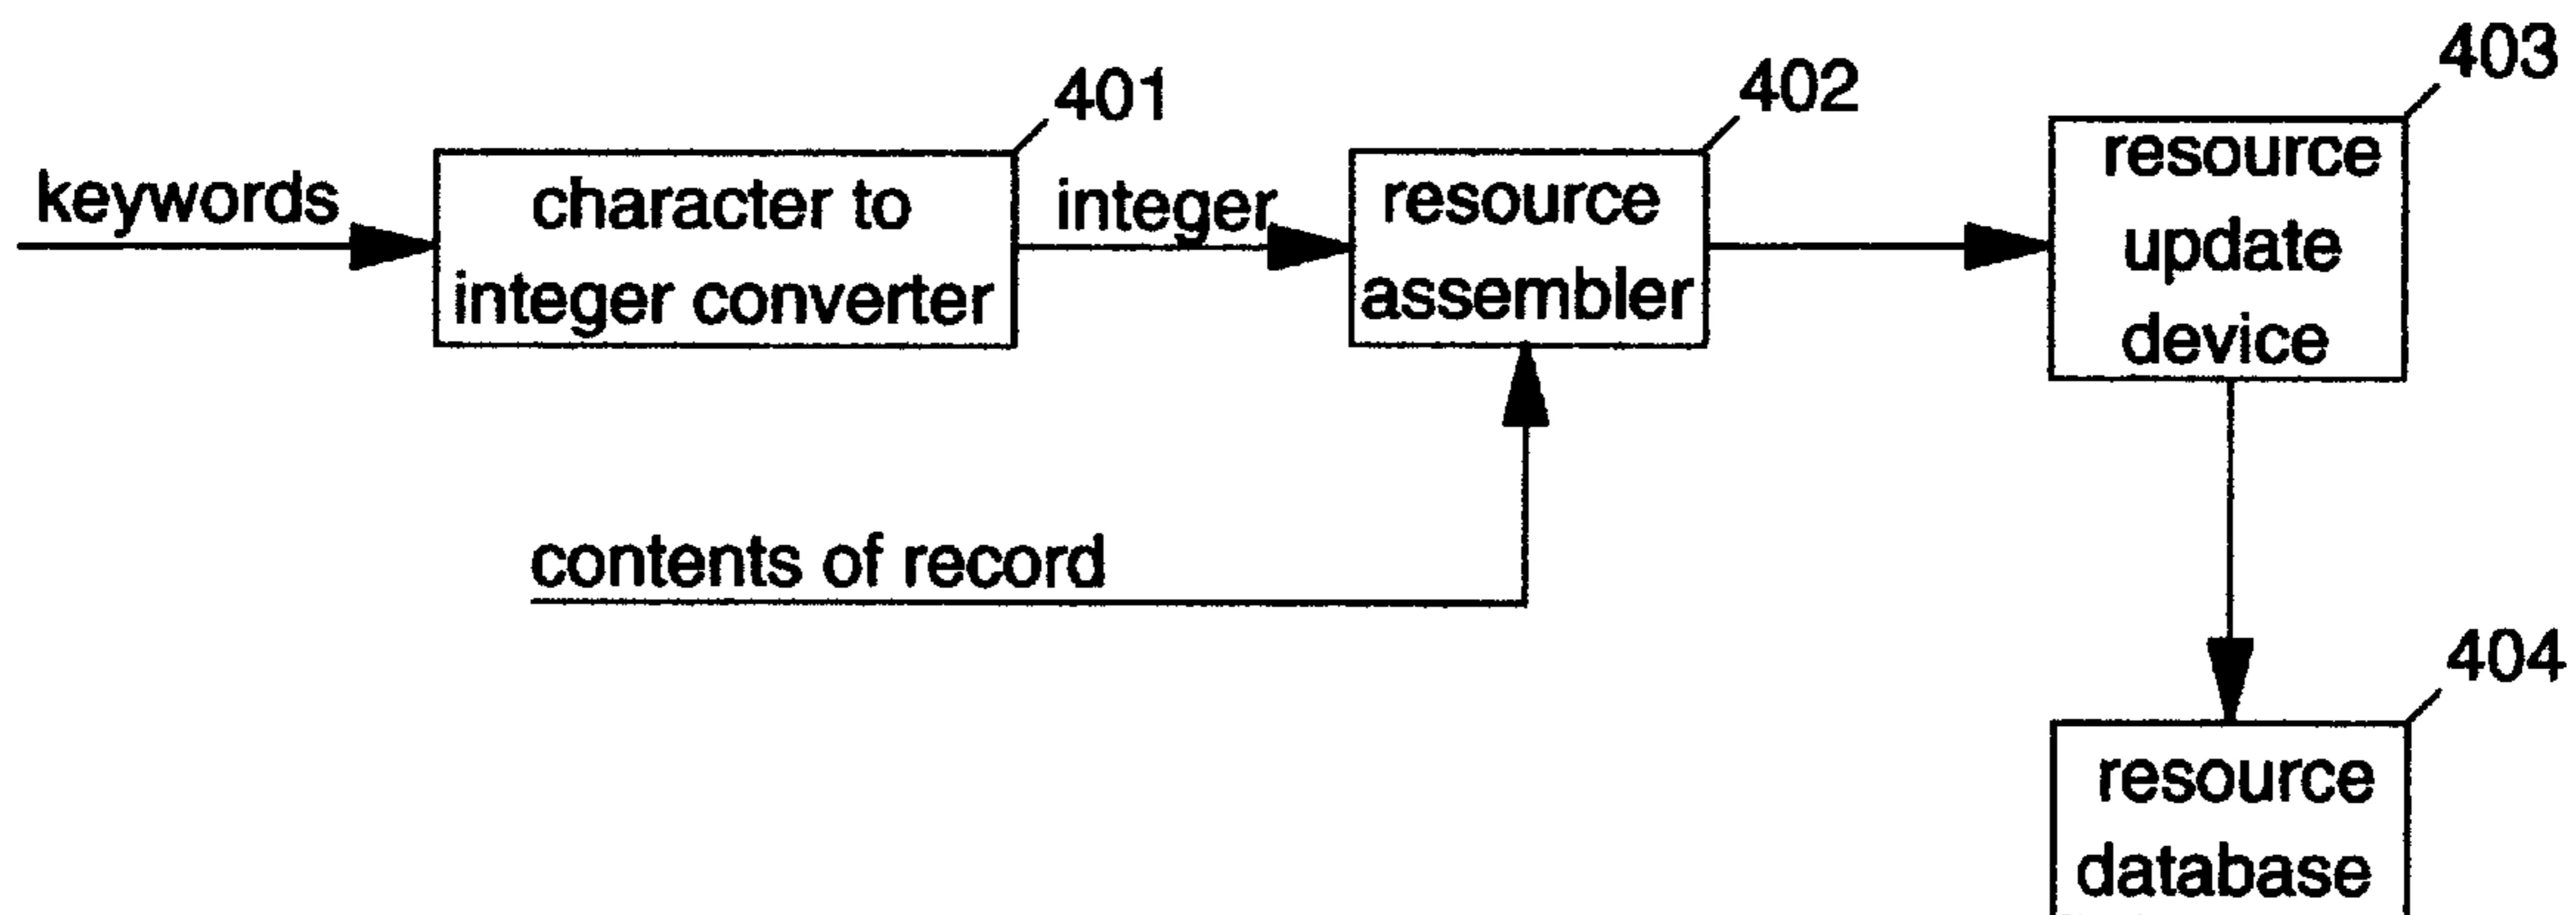 keywords
401
character to
integer converter
integer
402
resource
assembler
403
resource
update
device
contents of record
404
resource
database